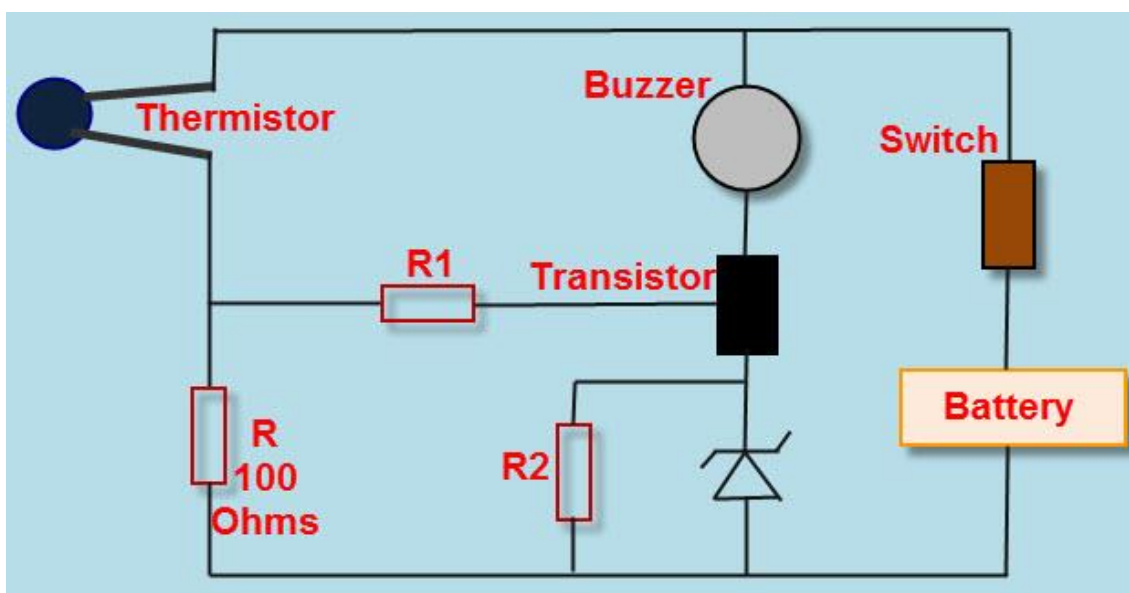 Buzzer
Thermistor
Switch
R1
Transistor
Battery
R
100
Ohms
R2